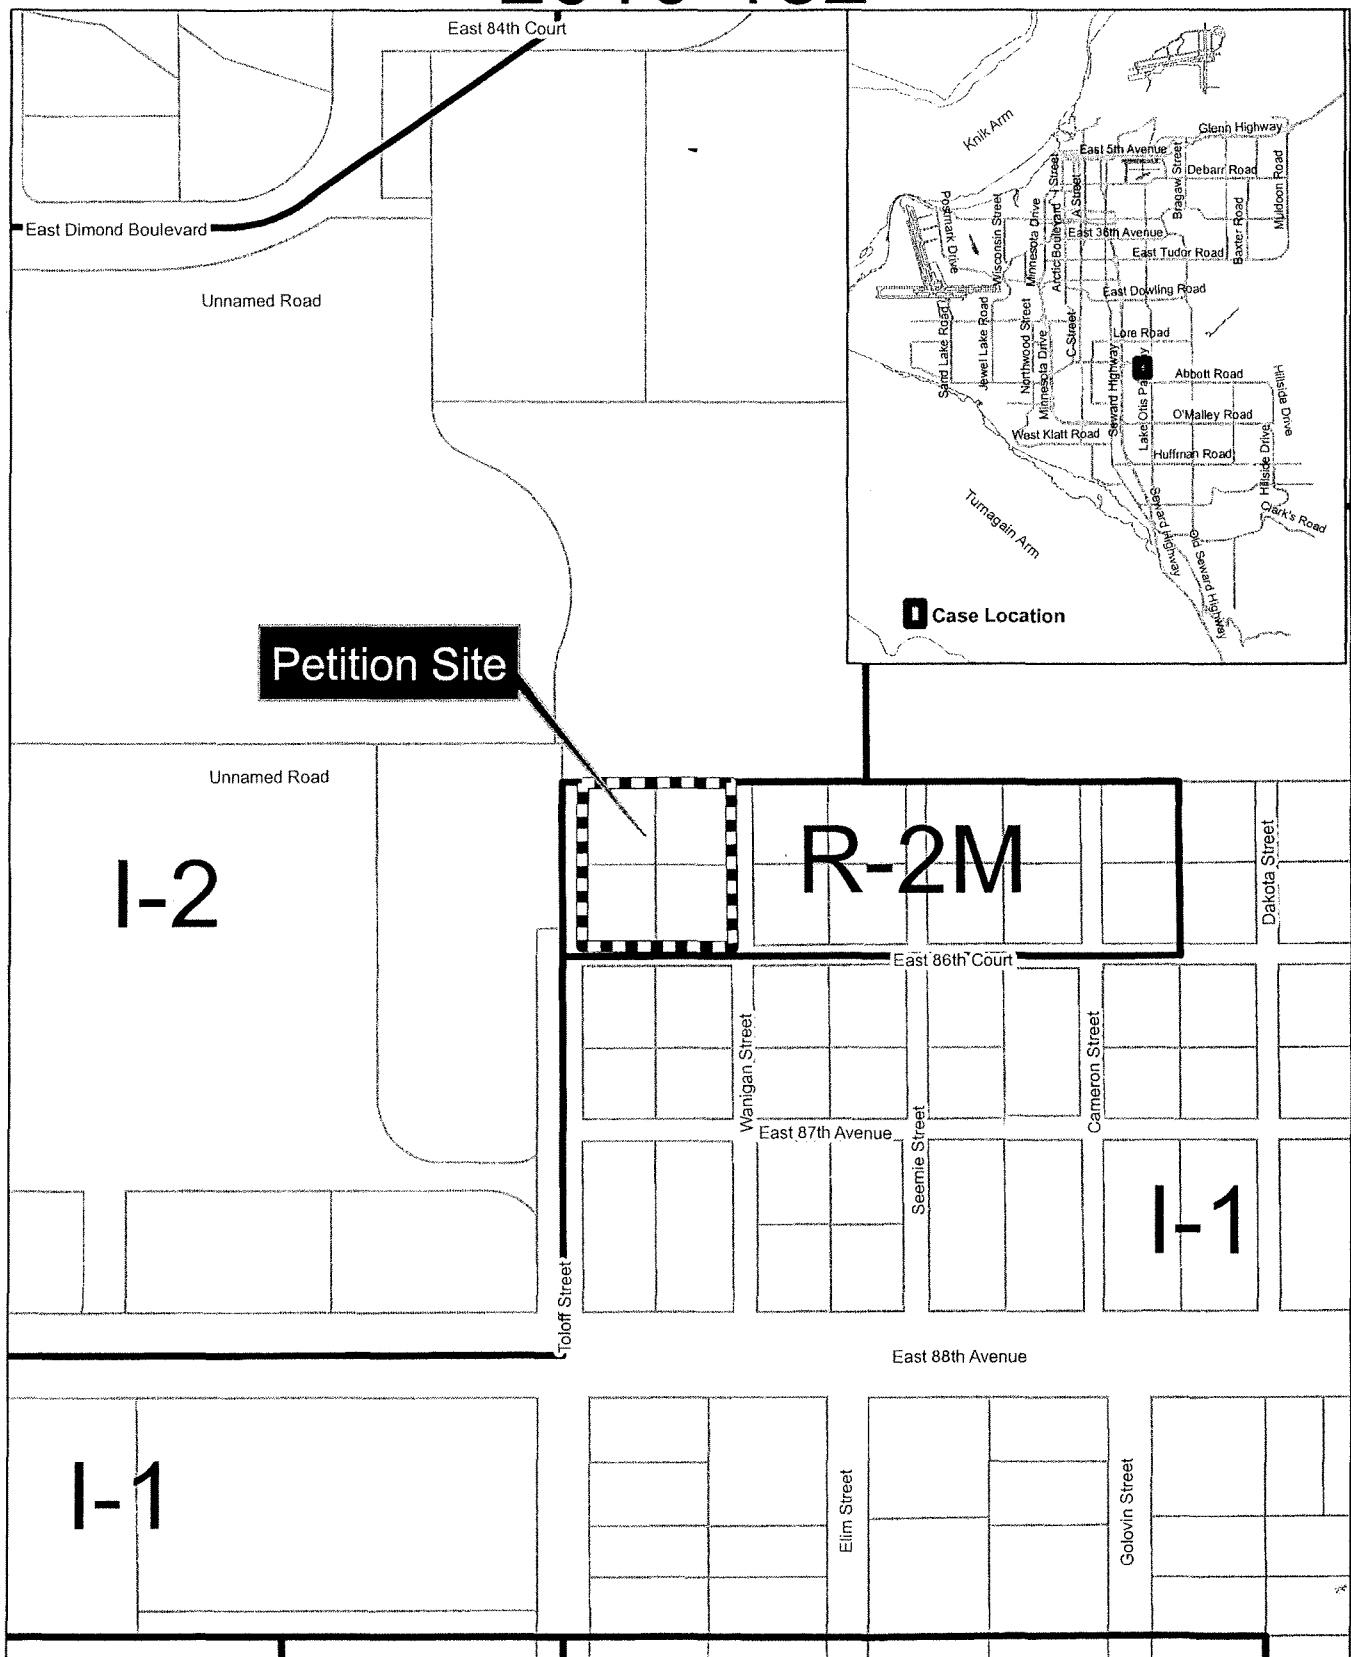 East 84th Court
East Dimond Boulevard
Unnamed Road
Knik Arm
Glenn Highway
East 5th Avenue
Debarr Road
I Street
A Street
Bragaw Street
Muldoon Road
Postmark Drive
Wisconsin Street
Minnesota Drive
Arctic Boulevard
East 36th Avenue
Baxter Road
East Tudor Road
East Dowling Road
Sand Lake Road
Jewel Lake Road
Northwood Street
Minnesota Drive
C Street
Lore Road
Seward Highway
Abbott Road
Hillside Drive
O'Malley Road
West Klatt Road
Huffman Road
Hillside Drive
Turnagain Arm
Seward Highway
Old Seward Highway
Clark's Road
Case Location
Petition Site
Unnamed Road
I-2
R-2M
Dakota Street
East 86th Court
Wanigan Street
Cameron Street
East 87th Avenue
Seemie Street
I-1
Toloff Street
East 88th Avenue
I-1
Elim Street
Golovin Street